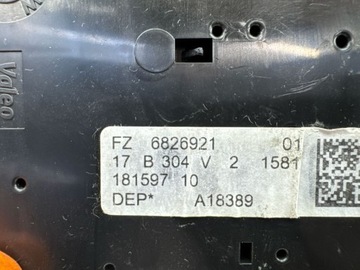 Valeo
FZ 6826921 01
17 B 304 V 2 1581
181597 10
DEP* A18389